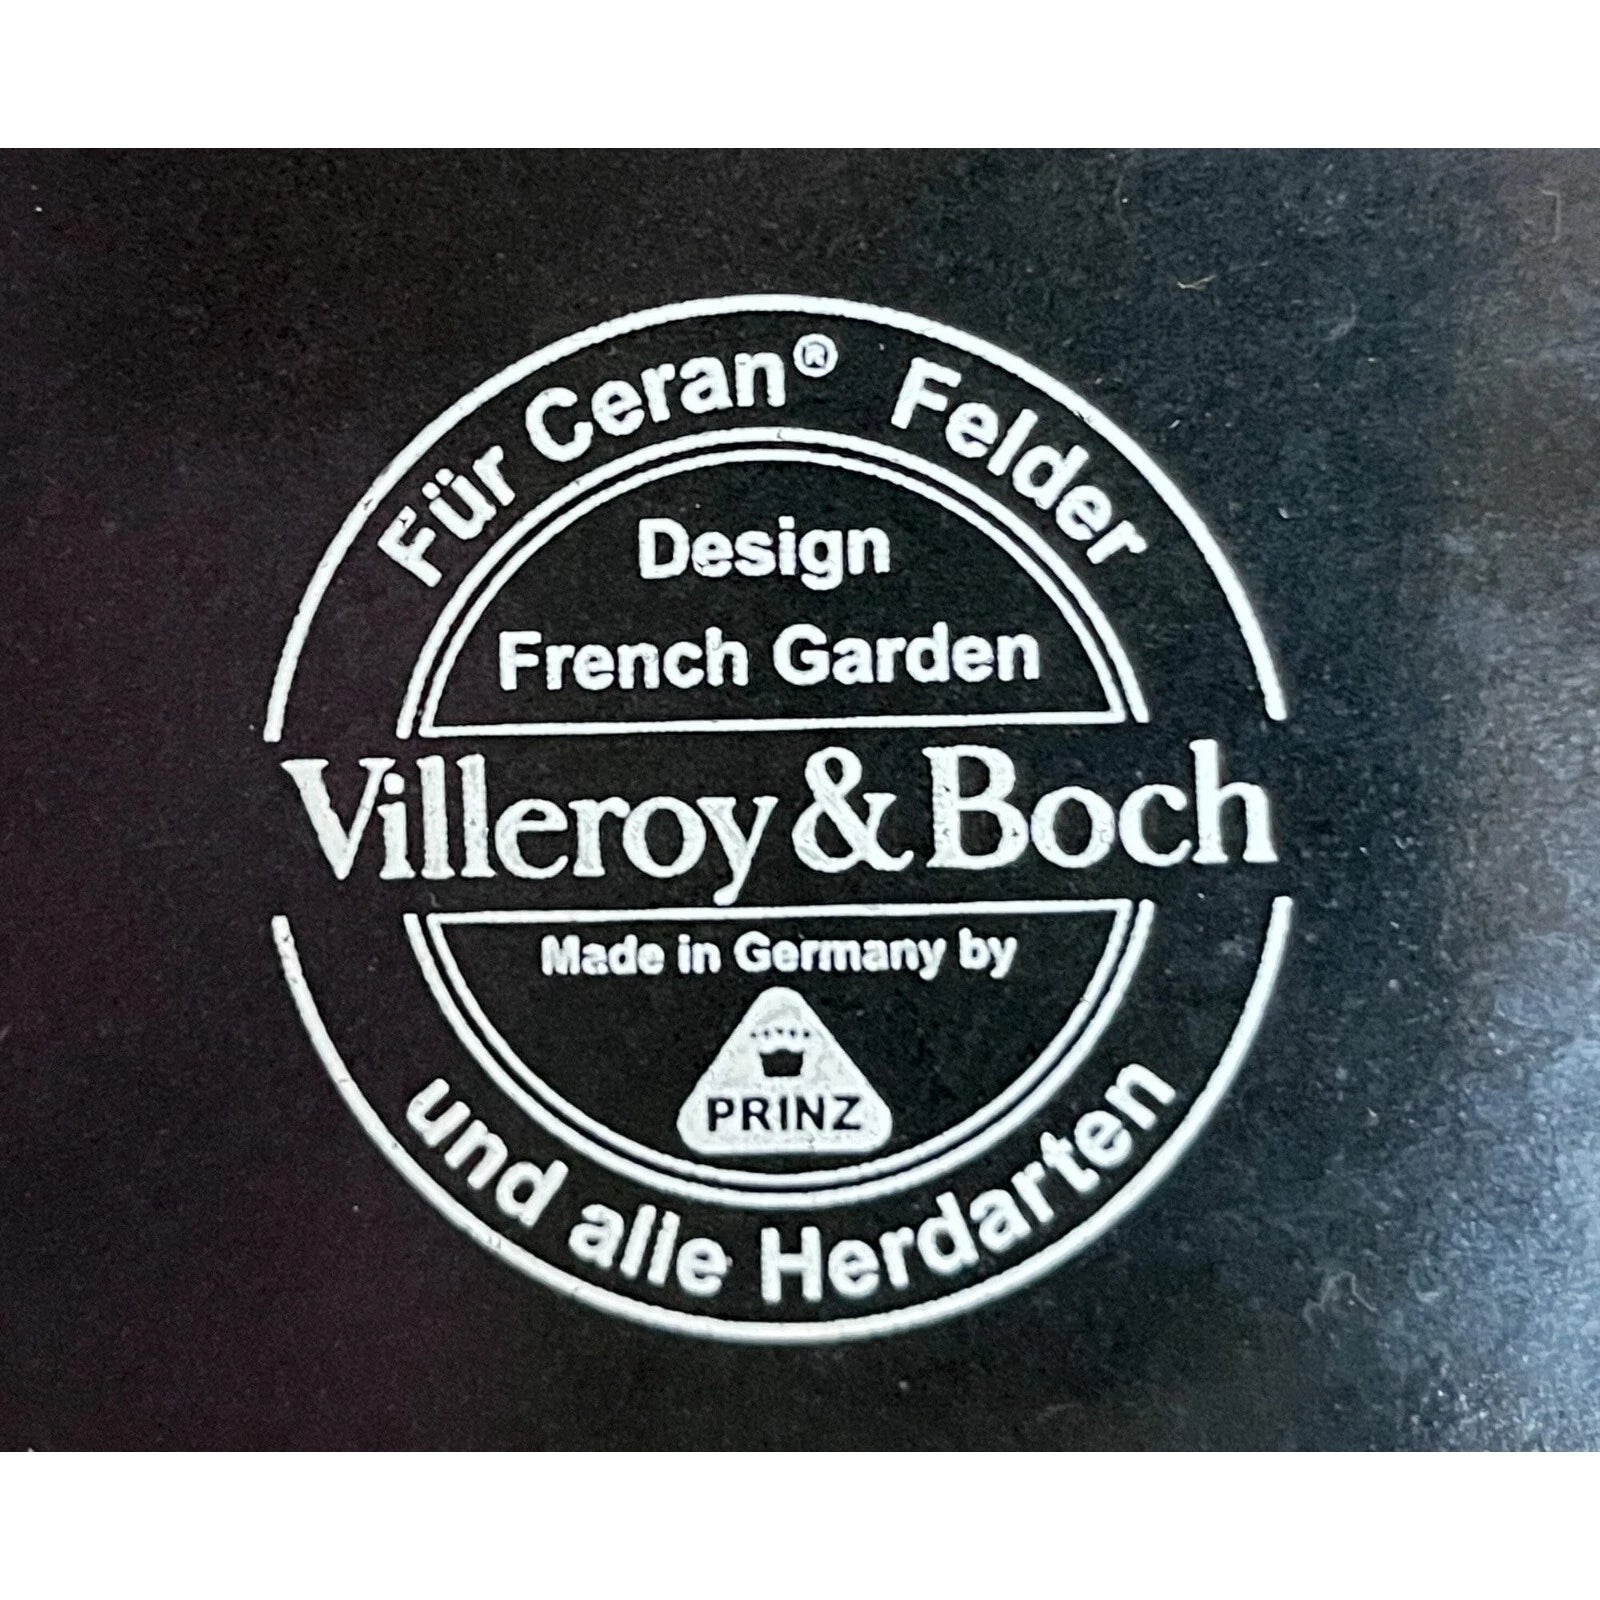 Für Ceran® Felder
Design
French Garden
Villeroy & Boch
Made in Germany by
PRINZ
und alle Herdarten